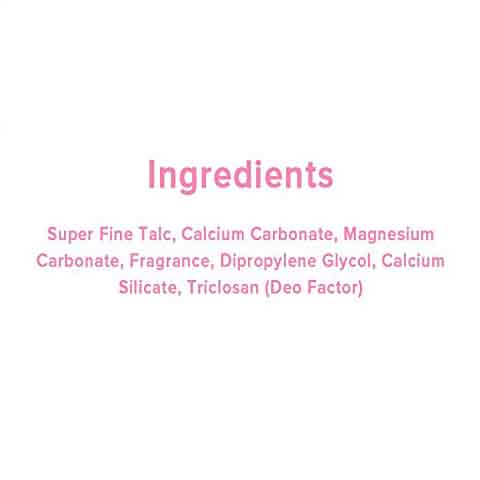 Ingredients
Super Fine Talc, Calcium Carbonate, Magnesium
Carbonate, Fragrance, Dipropylene Glycol, Calcium
Silicate, Triclosan (Deo Factor)